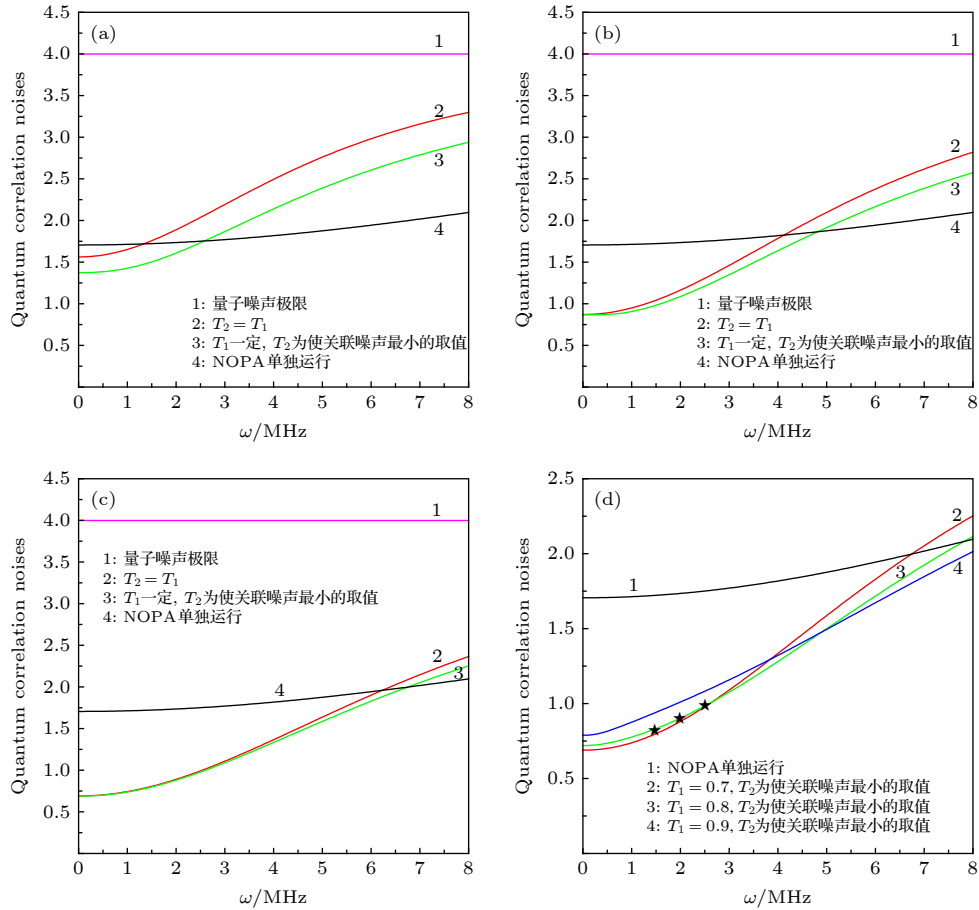 (a)
Quantum correlation noises
4.5
4.0
3.5
3.0
2.5
2.0
1.5
1.0
0.5
1
2
3
4
1: 量子噪声极限
2: T₂ = T₁
3: T₁一定, T₂为使关联噪声最小的取值
4: NOPA单独运行
0 1 2 3 4 5 6 7 8
ω/MHz
(b)
Quantum correlation noises
4.5
4.0
3.5
3.0
2.5
2.0
1.5
1.0
0.5
1
2
3
4
1: 量子噪声极限
2: T₂ = T₁
3: T₁一定, T₂为使关联噪声最小的取值
4: NOPA单独运行
0 1 2 3 4 5 6 7 8
ω/MHz
(c)
Quantum correlation noises
4.5
4.0
3.5
3.0
2.5
2.0
1.5
1.0
0.5
1
1: 量子噪声极限
2: T₂ = T₁
3: T₁一定, T₂为使关联噪声最小的取值
4: NOPA单独运行
2
3
4
0 1 2 3 4 5 6 7 8
ω/MHz
(d)
Quantum correlation noises
2.5
2.0
1.5
1.0
0.5
2
1
3
4
1: NOPA单独运行
2: T₁ = 0.7, T₂为使关联噪声最小的取值
3: T₁ = 0.8, T₂为使关联噪声最小的取值
4: T₁ = 0.9, T₂为使关联噪声最小的取值
0 1 2 3 4 5 6 7 8
ω/MHz